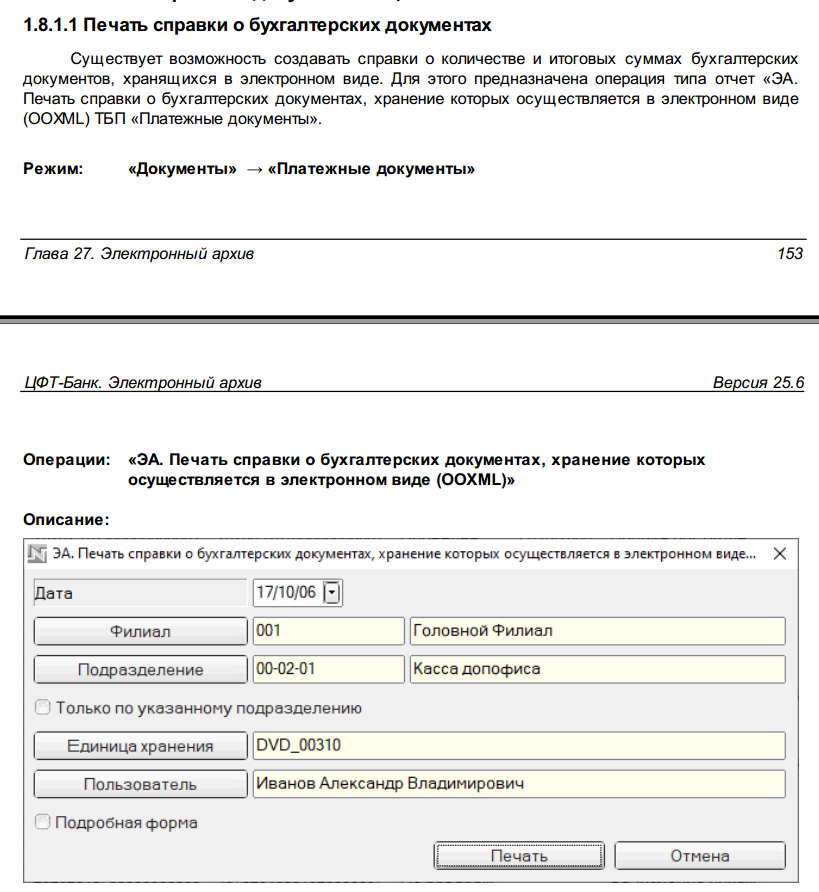 1.8.1.1 Печать справки о бухгалтерских документах
Существует возможность создавать справки о количестве и итоговых суммах бухгалтерских
документов, хранящихся в электронном виде. Для этого предназначена операция типа отчет «ЭА.
Печать справки о бухгалтерских документах, хранение которых осуществляется в электронном виде
(OOXML) ТБП «Платежные документы».
Режим: «Документы» → «Платежные документы»
Глава 27. Электронный архив 153
ЦФТ-Банк. Электронный архив Версия 25.6
Операции: «ЭА. Печать справки о бухгалтерских документах, хранение которых
осуществляется в электронном виде (OOXML)»
Описание:
ЭА. Печать справки о бухгалтерских документах, хранение которых осуществляется в электронном виде...
Дата 17/10/06
Филиал 001 Головной Филиал
Подразделение 00-02-01 Касса допофиса
Только по указанному подразделению
Единица хранения DVD_00310
Пользователь Иванов Александр Владимирович
Подробная форма
Печать Отмена